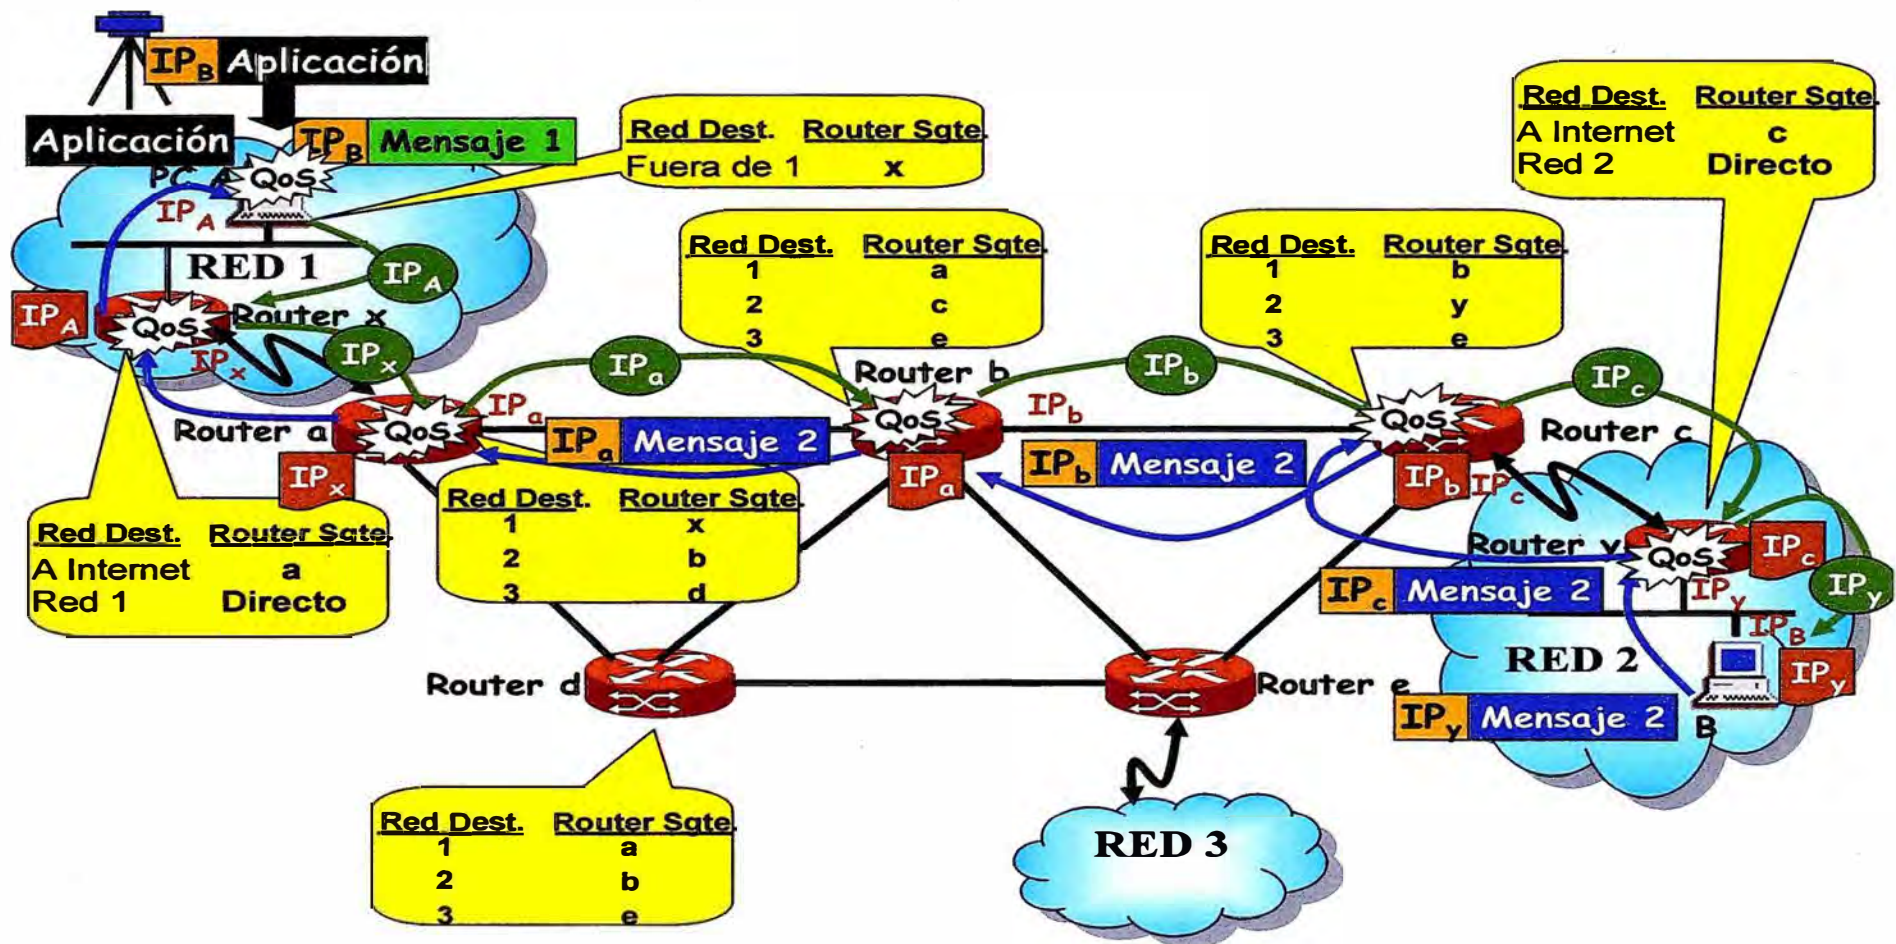 IPB Aplicación
Aplicación
IPB Mensaje 1
PC A
QoS
IPA
RED 1
IPA
IPA
QoS
Router x
IPx
IPx
Red Dest. Router Sgte.
Fuera de 1 x
Red Dest. Router Sgte.
A Internet c
Red 2 Directo
Red Dest. Router Sgte.
1 a
2 c
3 e
Red Dest. Router Sgte.
1 b
2 y
3 e
IPa
Router b
IPb
IPc
Router a
QoS
IPa
IPx
IPa Mensaje 2
QoS
IPa
IPb
IPb Mensaje 2
QoS
Router c
IPb
IPc
Red Dest. Router Sgte.
A Internet a
Red 1 Directo
Red Dest. Router Sgte.
1 x
2 b
3 d
Router y
QoS
IPc
IPy
IPy
IPc Mensaje 2
IPB
RED 2
IPy
B
IPy Mensaje 2
Router d
Router e
Red Dest. Router Sgte.
1 a
2 b
3 e
RED 3